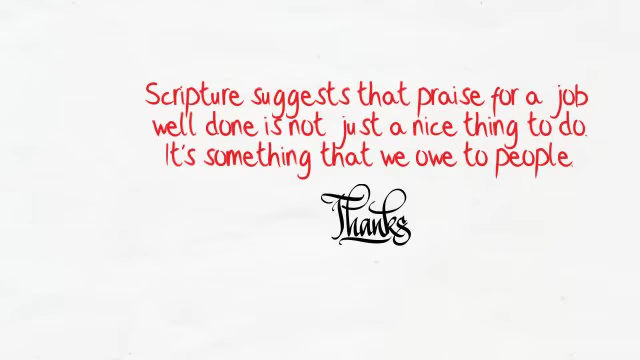 Scripture suggests that praise for a job
well done is not just a nice thing to do.
It's something that we owe to people.
Thanks